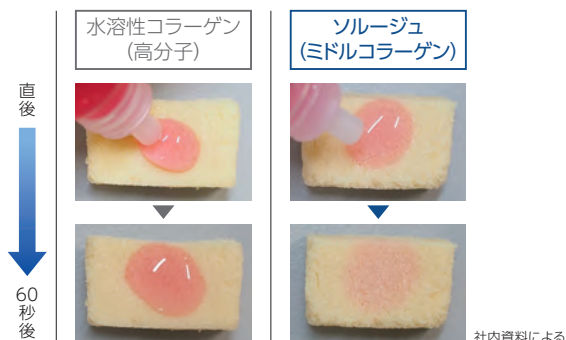 水溶性コラーゲン
(高分子)
ソルージュ
(ミドルコラーゲン)
直後
60
秒後
社内資料による